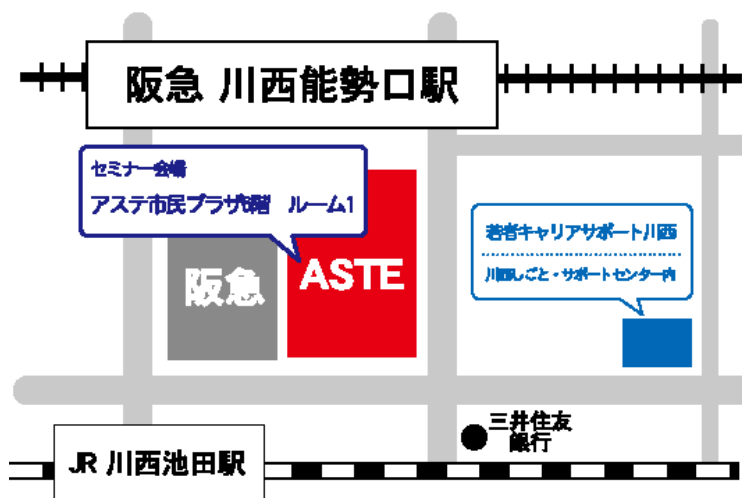 阪急 川西能勢口駅
セミナー会場
アステ市民プラザ6階 ルーム1
阪急
ASTE
若者キャリアサポート川西
川西しごと・サポートセンター内
三井住友
銀行
JR 川西池田駅